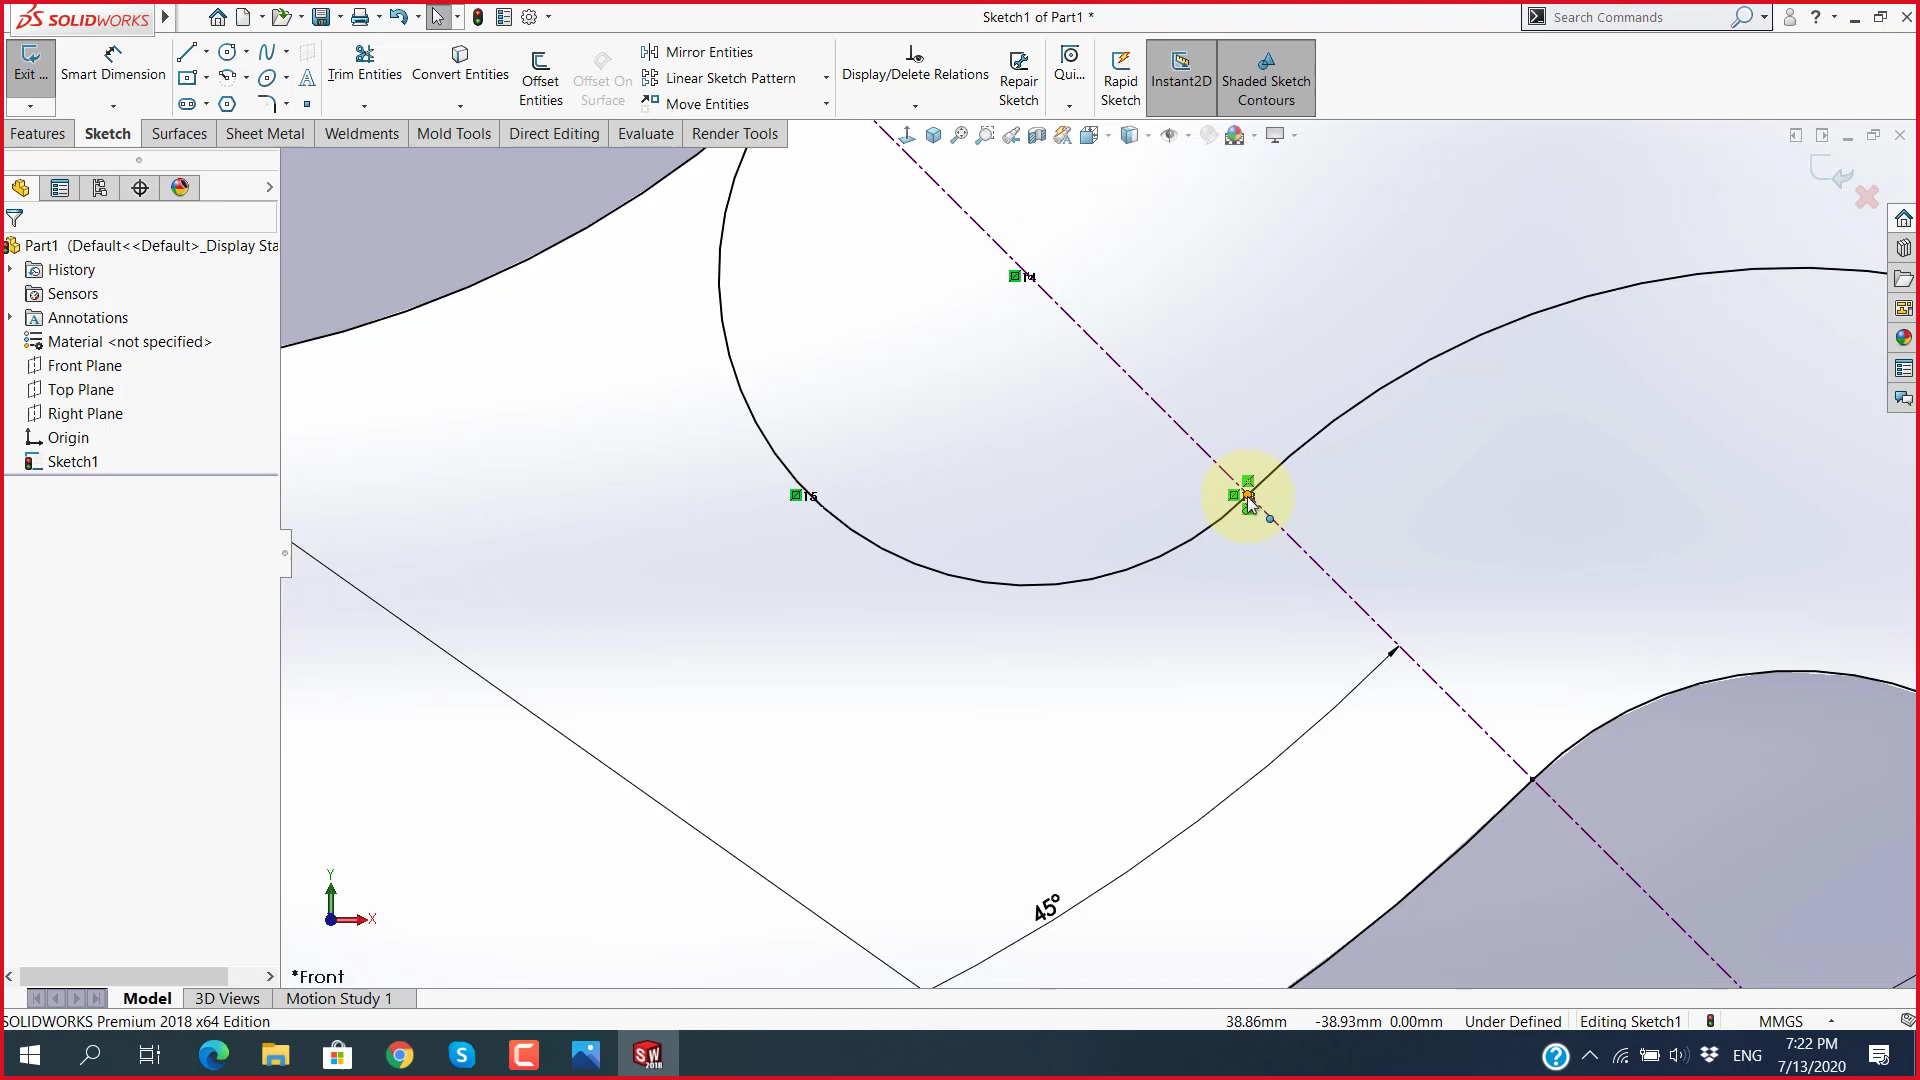 SOLIDWORKS
Sketch1 of Part1 *
Search Commands
Exit ...
Smart Dimension
Trim Entities
Convert Entities
Offset
Entities
Offset On
Surface
Mirror Entities
Linear Sketch Pattern
Move Entities
Display/Delete Relations
Repair
Sketch
Qui...
Rapid
Sketch
Instant2D
Shaded Sketch
Contours
Features
Sketch
Surfaces
Sheet Metal
Weldments
Mold Tools
Direct Editing
Evaluate
Render Tools
Part1 (Default<<Default>_Display Sta
History
Sensors
Annotations
Material <not specified>
Front Plane
Top Plane
Right Plane
Origin
Sketch1
14
15
45°
Y
X
*Front
Model
3D Views
Motion Study 1
SOLIDWORKS Premium 2018 x64 Edition
38.86mm
-38.93mm
0.00mm
Under Defined
Editing Sketch1
MMGS
SW
2018
ENG
7:22 PM
7/13/2020